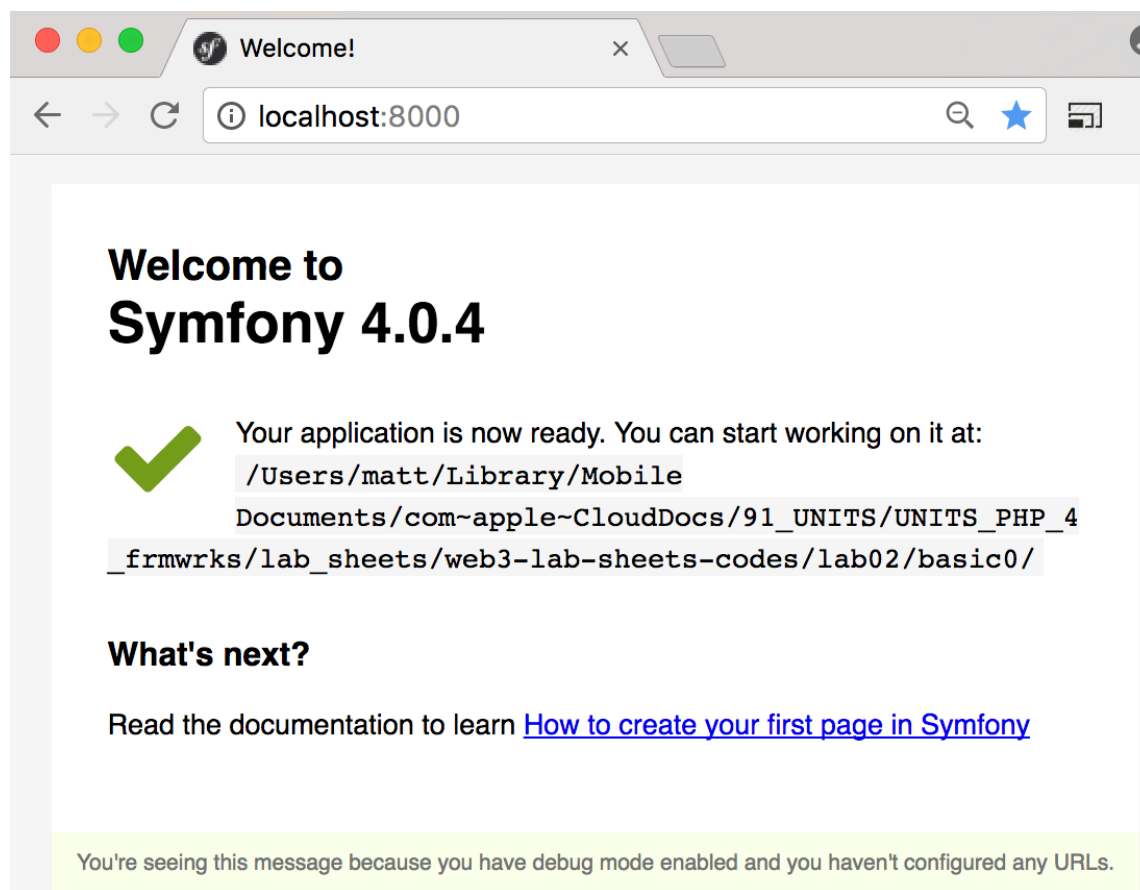 Welcome!
localhost:8000
Welcome to
Symfony 4.0.4
Your application is now ready. You can start working on it at:
/Users/matt/Library/Mobile
Documents/com~apple~CloudDocs/91_UNITS/UNITS_PHP_4
_frmwrks/lab_sheets/web3-lab-sheets-codes/lab02/basic0/
What's next?
Read the documentation to learn How to create your first page in Symfony
You're seeing this message because you have debug mode enabled and you haven't configured any URLs.